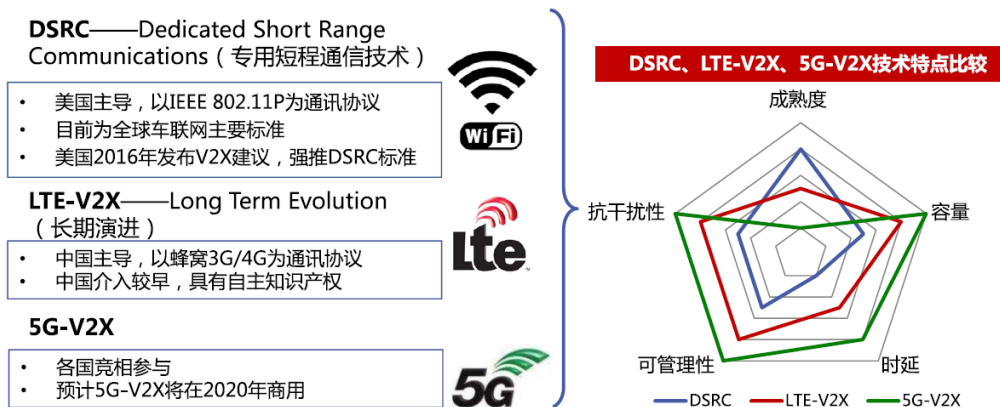 DSRC——Dedicated Short Range
Communications（专用短程通信技术）
• 美国主导，以IEEE 802.11P为通讯协议
• 目前为全球车联网主要标准
• 美国2016年发布V2X建议，强推DSRC标准
WiFi
LTE-V2X——Long Term Evolution
（长期演进）
• 中国主导，以蜂窝3G/4G为通讯协议
• 中国介入较早，具有自主知识产权
Lte
5G-V2X
• 各国竞相参与
• 预计5G-V2X将在2020年商用
5G
DSRC、LTE-V2X、5G-V2X技术特点比较
成熟度
抗干扰性
容量
可管理性
时延
DSRC LTE-V2X 5G-V2X